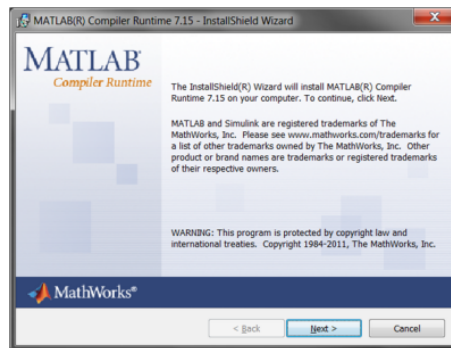 MATLAB(R) Compiler Runtime 7.15 - InstallShield Wizard
MATLAB
Compiler Runtime
The InstallShield(R) Wizard will install MATLAB(R) Compiler
Runtime 7.15 on your computer. To continue, click Next.
MATLAB and Simulink are registered trademarks of The
MathWorks, Inc. Please see www.mathworks.com/trademarks for
a list of other trademarks owned by The MathWorks, Inc. Other
product or brand names are trademarks or registered trademarks
of their respective owners.
WARNING: This program is protected by copyright law and
international treaties. Copyright 1984-2011, The MathWorks, Inc.
MathWorks®
< Back
Next >
Cancel